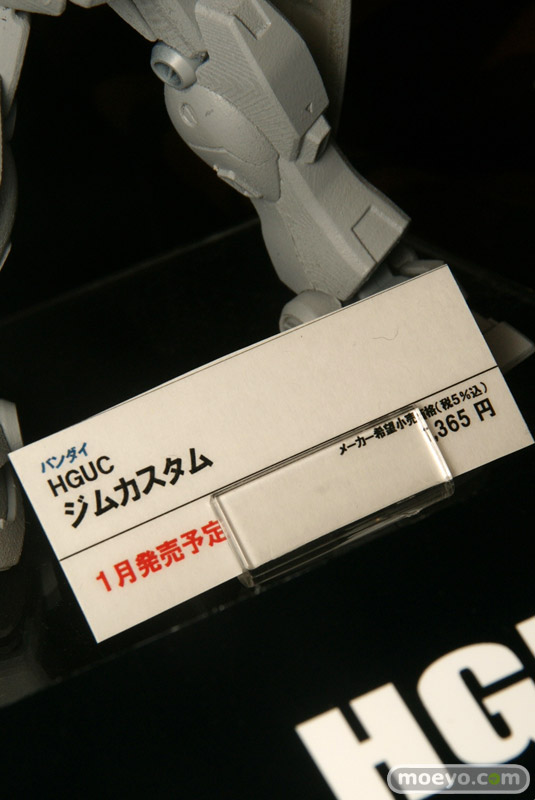 バンダイ
HGUC
ジムカスタム
メーカー希望小売価格(税5%込)
,365 円
1月発売予定
HG
moeyo.com